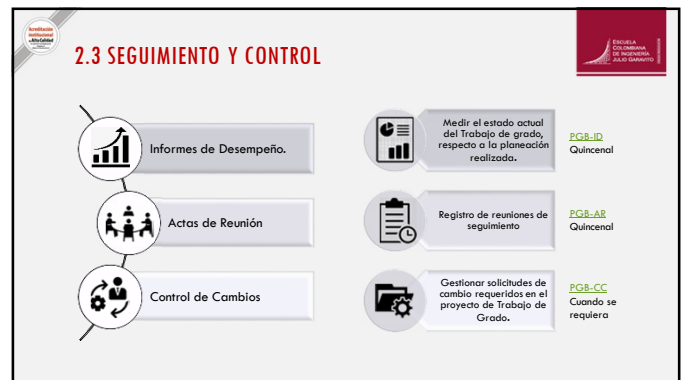 Acreditación
Institucional
de Alta Calidad
2.3 SEGUIMIENTO Y CONTROL
ESCUELA
COLOMBIANA
DE INGENIERÍA
JULIO GARAVITO
Informes de Desempeño.
Medir el estado actual
del Trabajo de grado,
respecto a la planeación
realizada.
PGB-ID
Quincenal
Actas de Reunión
Registro de reuniones de
seguimiento
PGB-AR
Quincenal
Control de Cambios
Gestionar solicitudes de
cambio requeridos en el
proyecto de Trabajo de
Grado.
PGB-CC
Cuando se
requiera